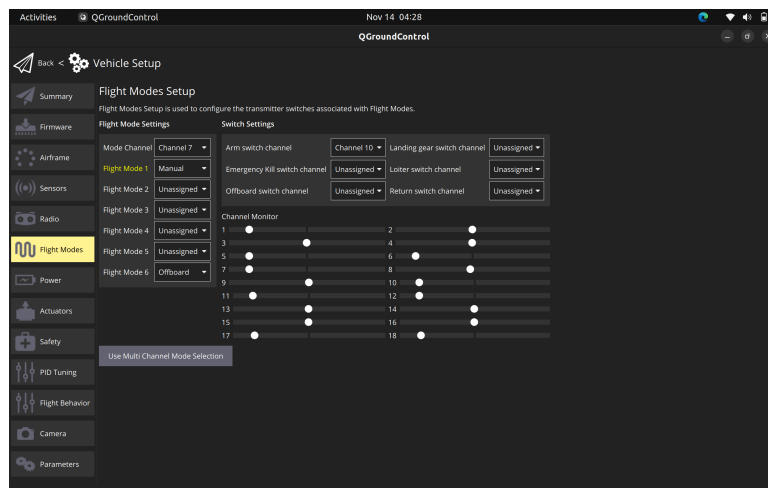 Activities QGroundControl Nov 14 04:28
QGroundControl
Back < Vehicle Setup
Summary
Firmware
Airframe
Sensors
Radio
Flight Modes
Power
Actuators
Safety
PID Tuning
Flight Behavior
Camera
Parameters
Flight Modes Setup
Flight Modes Setup is used to configure the transmitter switches associated with Flight Modes.
Flight Mode Settings
Mode Channel Channel 7
Flight Mode 1 Manual
Flight Mode 2 Unassigned
Flight Mode 3 Unassigned
Flight Mode 4 Unassigned
Flight Mode 5 Unassigned
Flight Mode 6 Offboard
Use Multi Channel Mode Selection
Switch Settings
Arm switch channel Channel 10 Landing gear switch channel Unassigned
Emergency Kill switch channel Unassigned Loiter switch channel Unassigned
Offboard switch channel Unassigned Return switch channel Unassigned
Channel Monitor
1 2
3 4
5 6
7 8
9 10
11 12
13 14
15 16
17 18